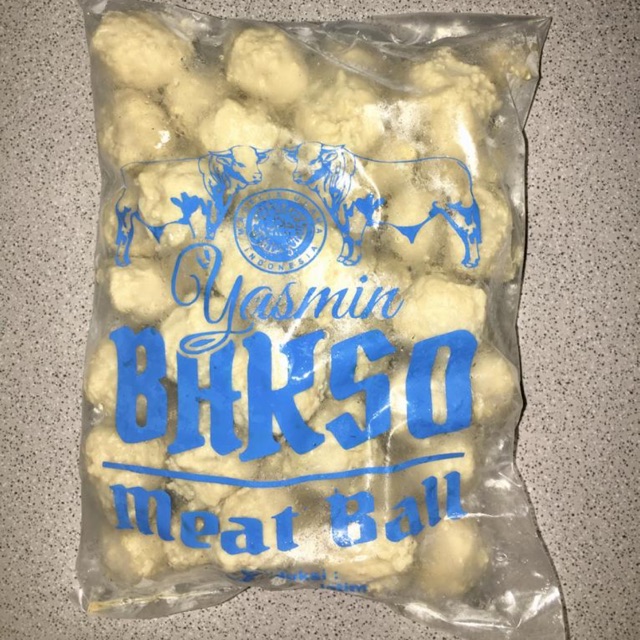 INDONESIA
Yasmin
BAKSO
Meat Ball